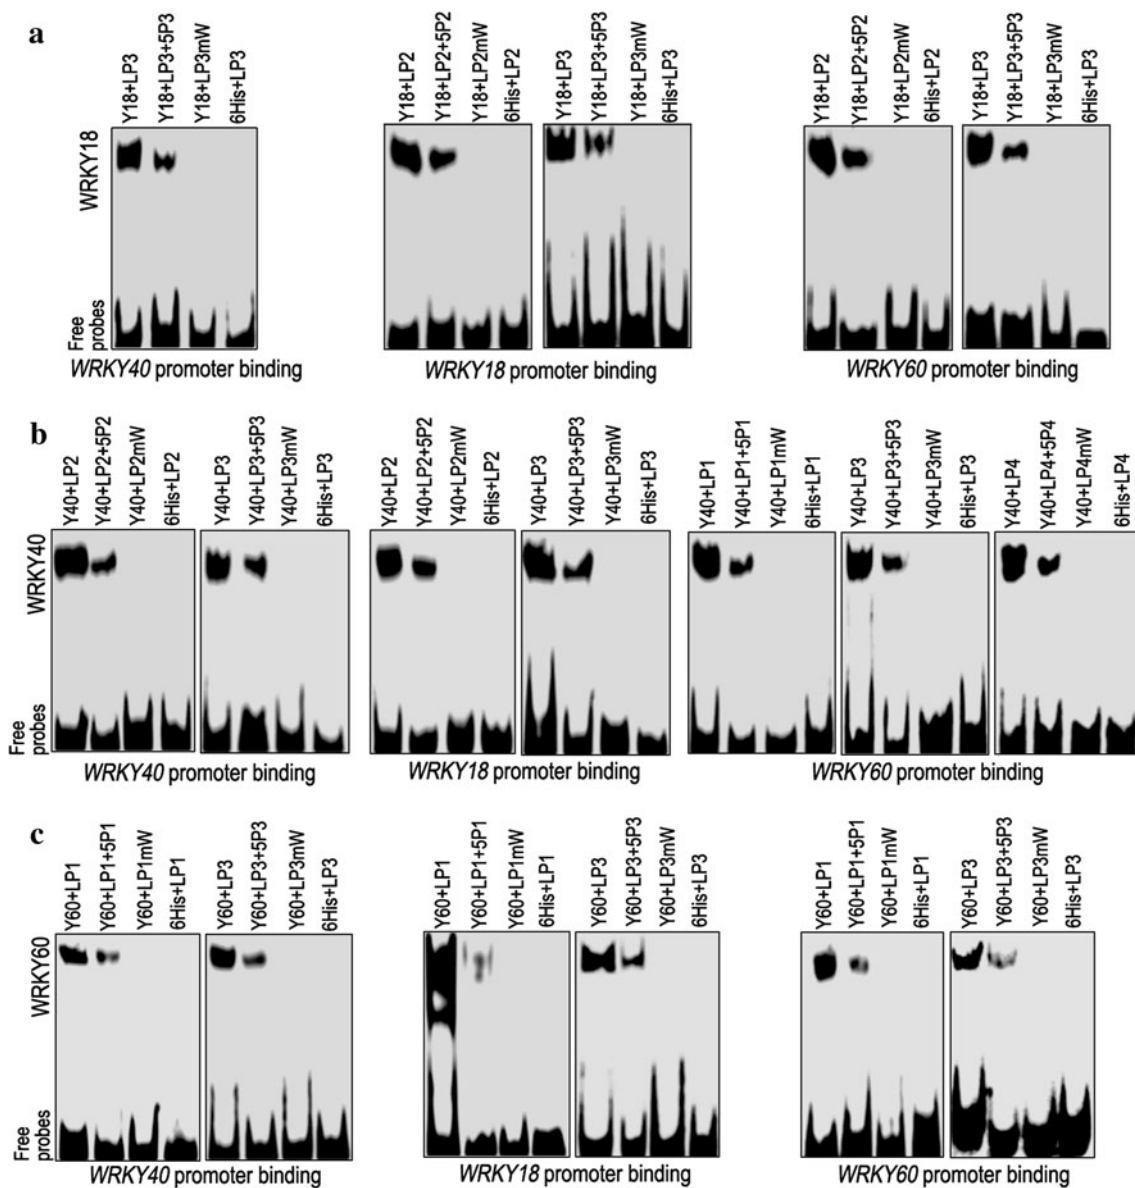 a
Y18+LP3
Y18+LP3+5P3
Y18+LP3mW
6His+LP3
Y18+LP2
Y18+LP2+5P2
Y18+LP2mW
6His+LP2
Y18+LP3
Y18+LP3+5P3
Y18+LP3mW
6His+LP3
Y18+LP2
Y18+LP2+5P2
Y18+LP2mW
6His+LP2
Y18+LP3
Y18+LP3+5P3
Y18+LP3mW
6His+LP3
WRKY18
Free
probes
WRKY40 promoter binding
WRKY18 promoter binding
WRKY60 promoter binding
b
Y40+LP2
Y40+LP2+5P2
Y40+LP2mW
6His+LP2
Y40+LP3
Y40+LP3+5P3
Y40+LP3mW
6His+LP3
Y40+LP2
Y40+LP2+5P2
Y40+LP2mW
6His+LP2
Y40+LP3
Y40+LP3+5P3
Y40+LP3mW
6His+LP3
Y40+LP1
Y40+LP1+5P1
Y40+LP1mW
6His+LP1
Y40+LP3
Y40+LP3+5P3
Y40+LP3mW
6His+LP3
Y40+LP4
Y40+LP4+5P4
Y40+LP4mW
6His+LP4
WRKY40
Free
probes
WRKY40 promoter binding
WRKY18 promoter binding
WRKY60 promoter binding
c
Y60+LP1
Y60+LP1+5P1
Y60+LP1mW
6His+LP1
Y60+LP3
Y60+LP3+5P3
Y60+LP3mW
6His+LP3
Y60+LP1
Y60+LP1+5P1
Y60+LP1mW
6His+LP1
Y60+LP3
Y60+LP3+5P3
Y60+LP3mW
6His+LP3
Y60+LP1
Y60+LP1+5P1
Y60+LP1mW
6His+LP1
Y60+LP3
Y60+LP3+5P3
Y60+LP3mW
6His+LP3
WRKY60
Free
probes
WRKY40 promoter binding
WRKY18 promoter binding
WRKY60 promoter binding